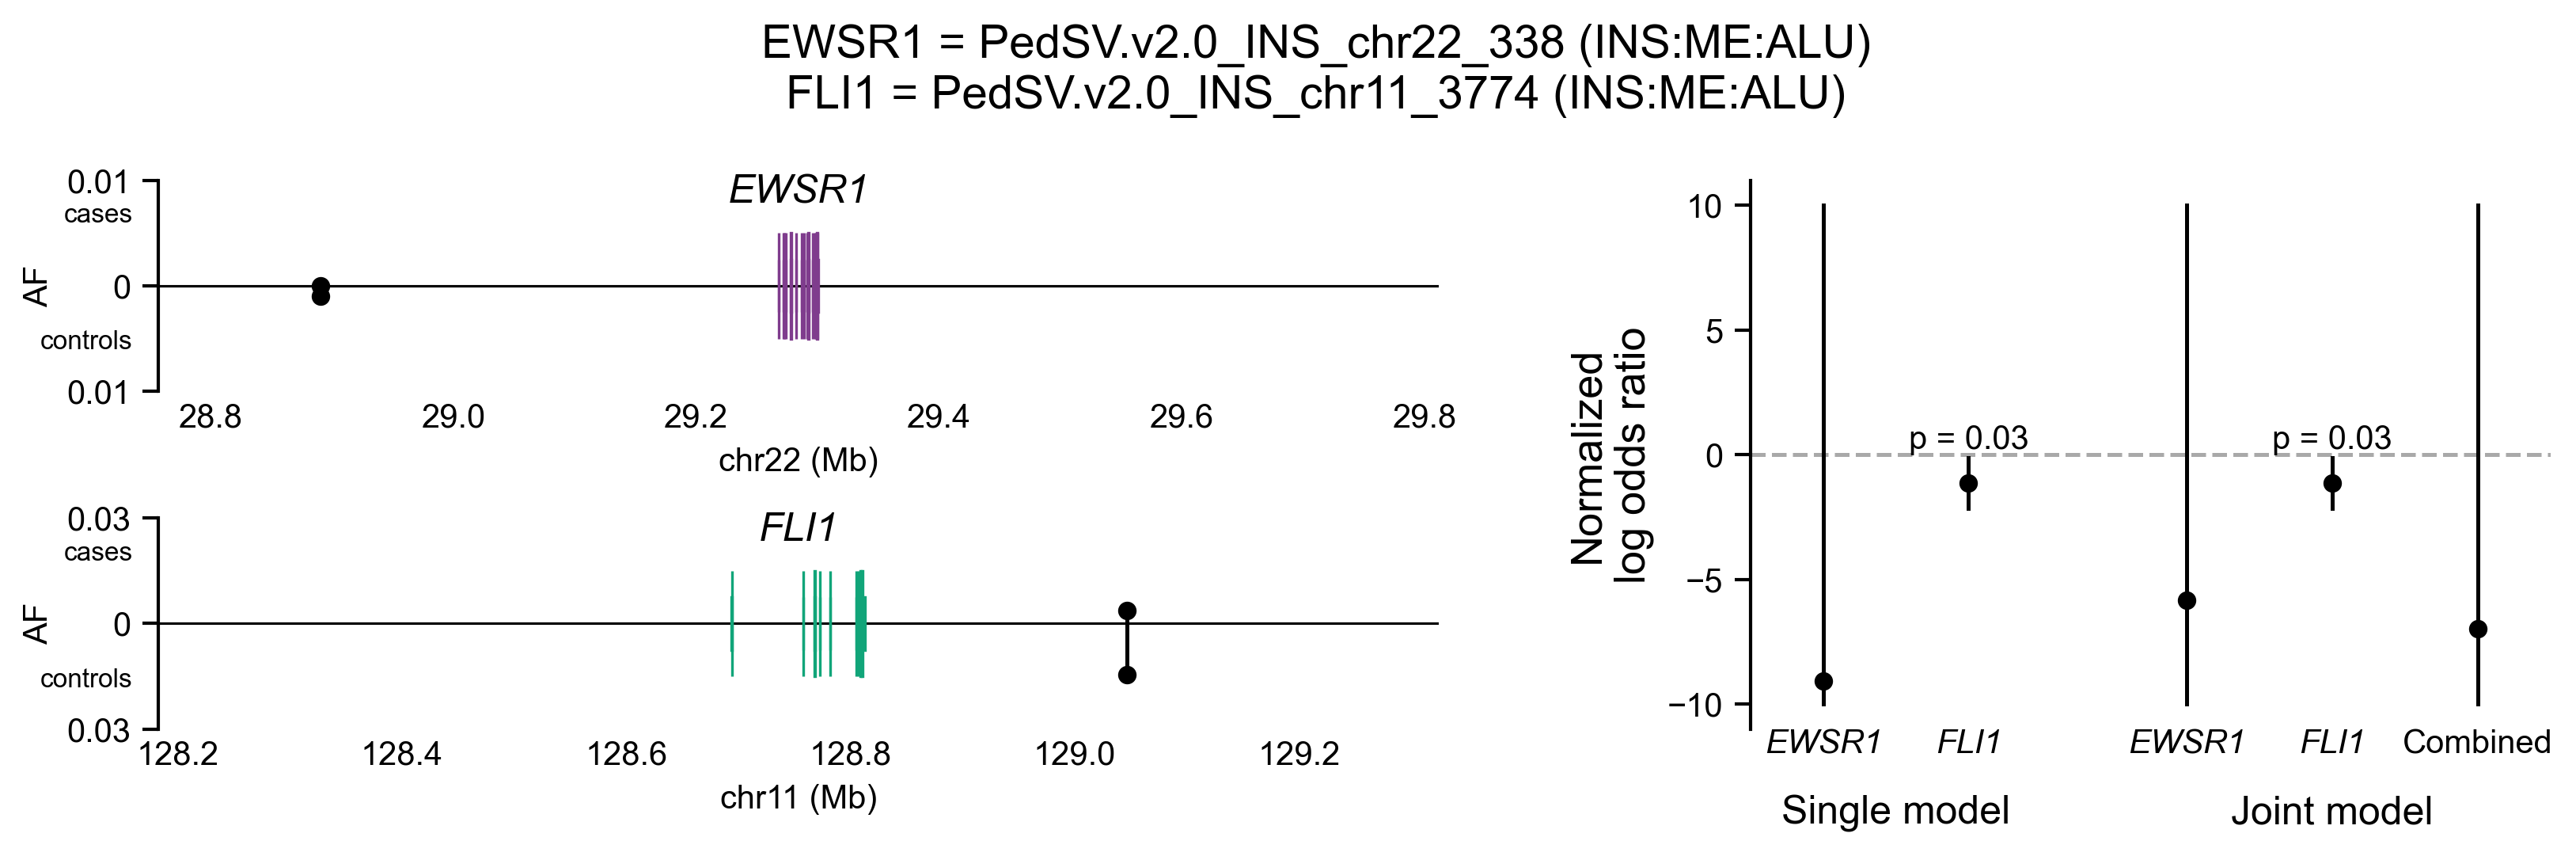 EWSR1 = PedSV.v2.0_INS_chr22_338 (INS:ME:ALU)
FLI1 = PedSV.v2.0_INS_chr11_3774 (INS:ME:ALU)
0.01
cases
AF
0
controls
0.01
EWSR1
28.8 29.0 29.2 29.4 29.6 29.8
chr22 (Mb)
0.03
cases
AF
0
controls
0.03
FLI1
128.2 128.4 128.6 128.8 129.0 129.2
chr11 (Mb)
Normalized
log odds ratio
10
5
0
−5
−10
p = 0.03 p = 0.03
EWSR1 FLI1 EWSR1 FLI1 Combined
Single model Joint model